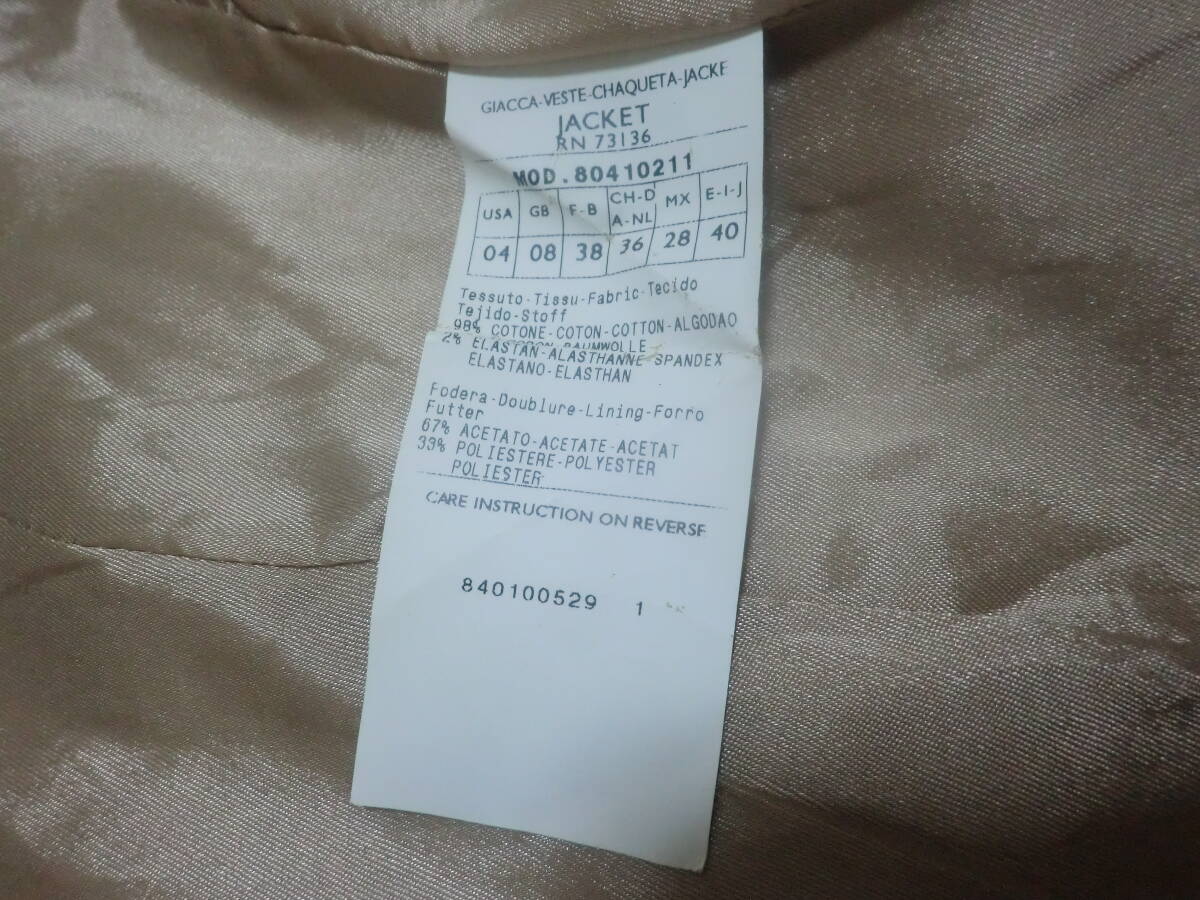 GIACCA-VESTE-CHAQUETA-JACKE
JACKET
RN 73136
MOD.80410211
USA GB F-B CH-D A-NL MX E-I-J
04 08 38 36 28 40
Tessuto-Tissu-Fabric-Tecido
Tejido-Stoff
98% COTONE-COTON-COTTON-ALGODAO
BAUMWOLLE
2% ELASTAN-ALASTHANNE SPANDEX
ELASTANO-ELASTHAN
Fodera-Doublure-Lining-Forro
Futter
67% ACETATO-ACETATE-ACETAT
33% POLIESTERE-POLYESTER
POLIESTER
CARE INSTRUCTION ON REVERSE
840100529 1